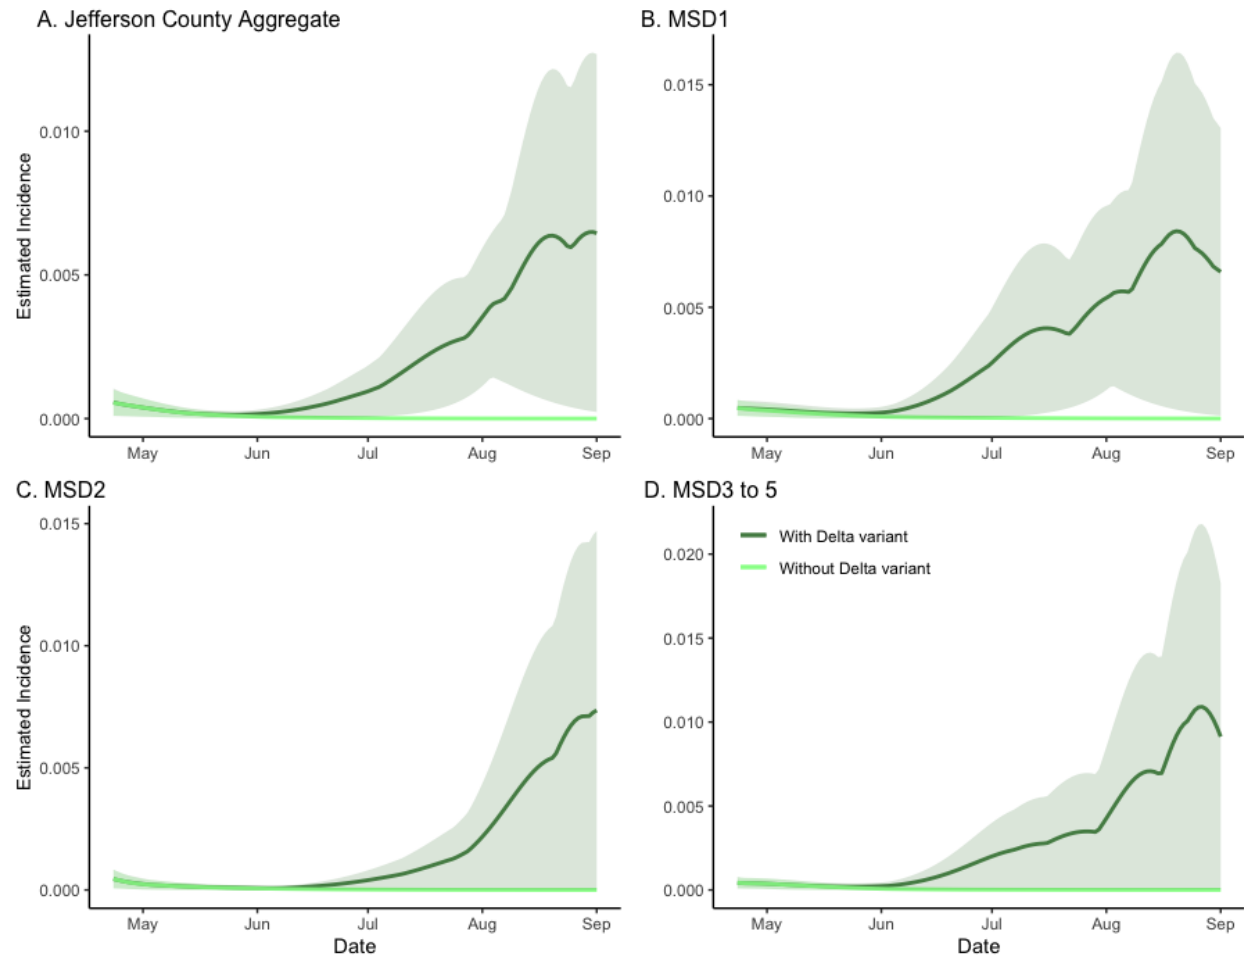 A. Jefferson County Aggregate
Estimated Incidence
0.010
0.005
0.000
May Jun Jul Aug Sep
B. MSD1
0.015
0.010
0.005
0.000
May Jun Jul Aug Sep
C. MSD2
Estimated Incidence
0.015
0.010
0.005
0.000
May Jun Jul Aug Sep
Date
D. MSD3 to 5
With Delta variant
Without Delta variant
0.020
0.015
0.010
0.005
0.000
May Jun Jul Aug Sep
Date